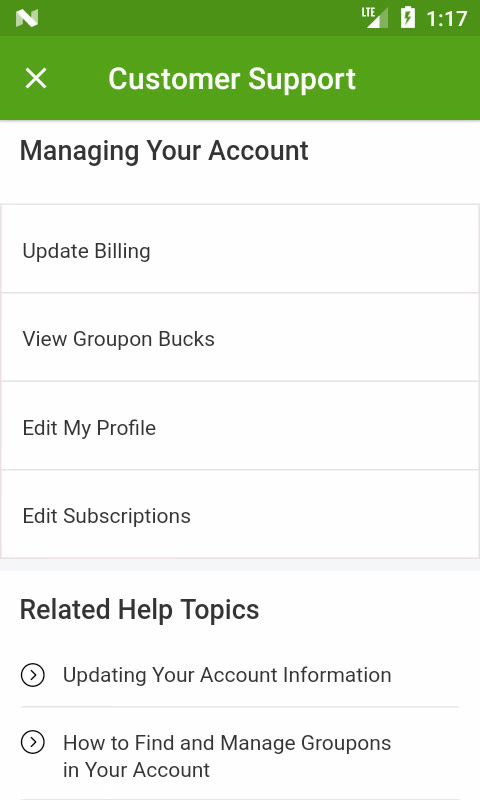 LTE 1:17
Customer Support
Managing Your Account
Update Billing
View Groupon Bucks
Edit My Profile
Edit Subscriptions
Related Help Topics
Updating Your Account Information
How to Find and Manage Groupons
in Your Account